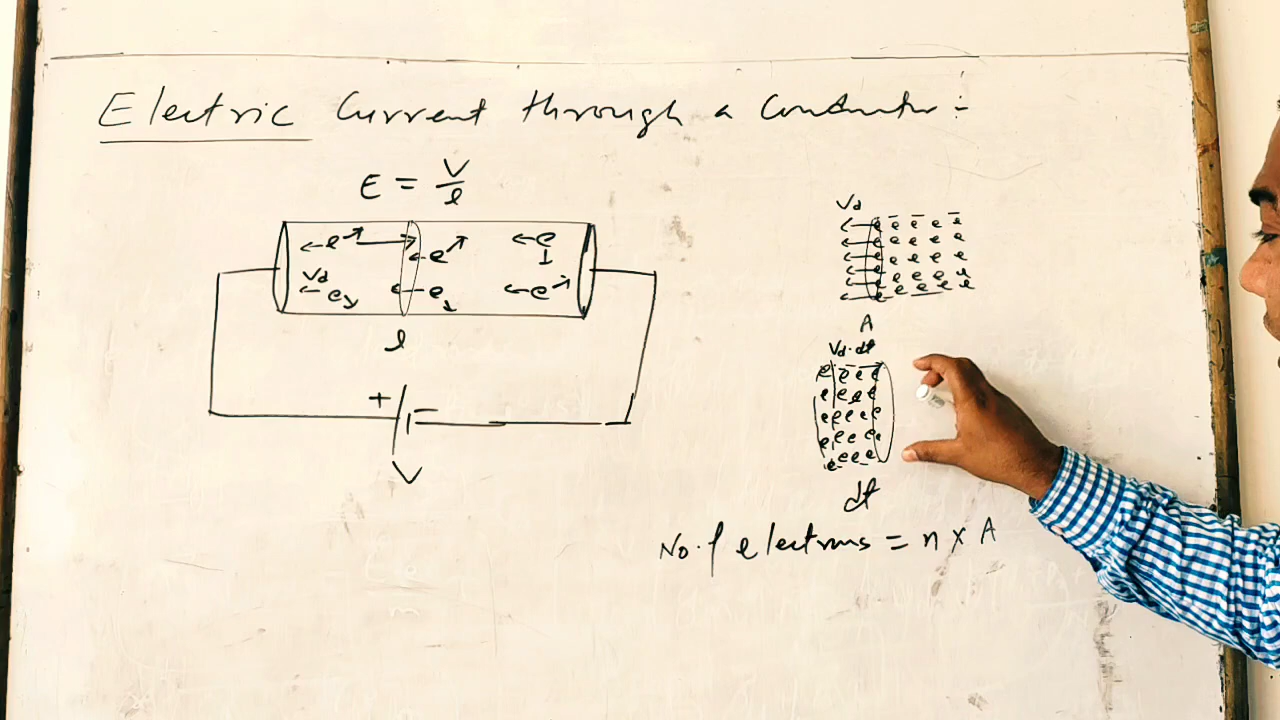 Electric Current through a Conductor :-
E = V/l
← e → e ← e
Vd
← e ← e ← e
l
+
V
Vd
e e e e e
e e e e e
e e e e e
e e e e e
A
Vd·dt
e e e e
e e e e
e e e e e
e e e e
e e e e
dt
No. of electrons = n × A